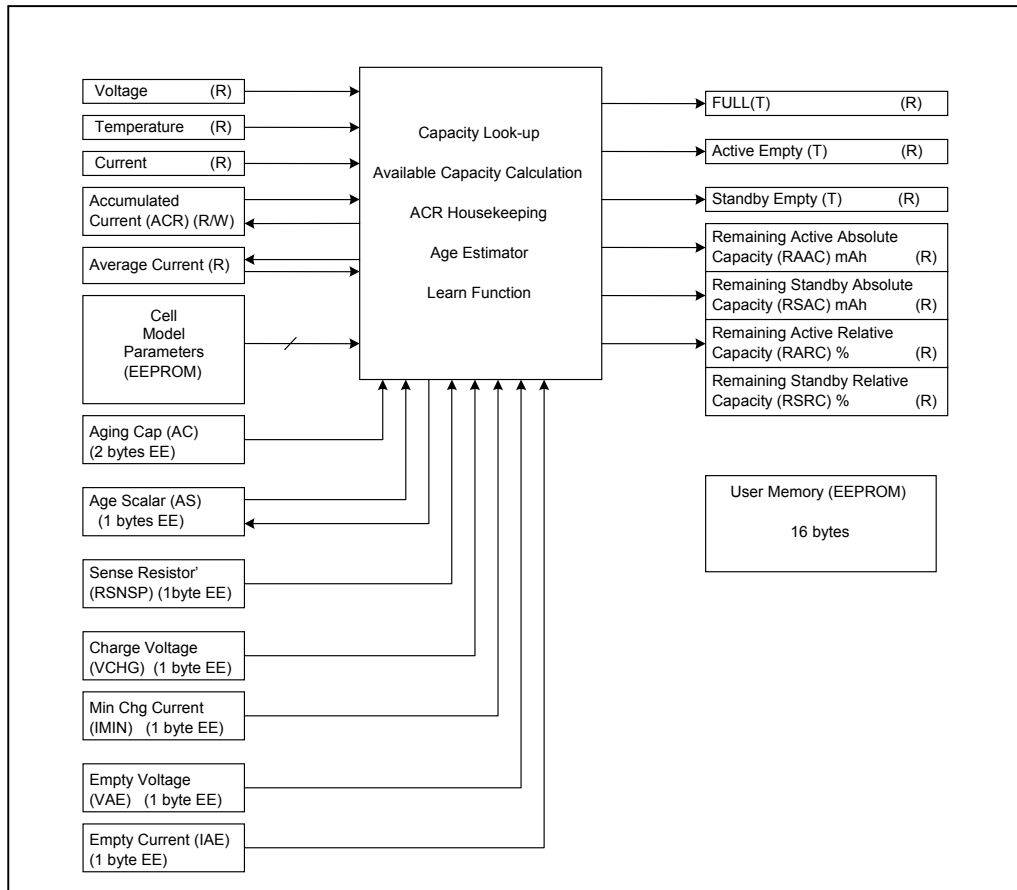 Voltage (R)
Temperature (R)
Current (R)
Accumulated
Current (ACR) (R/W)
Average Current (R)
Cell
Model
Parameters
(EEPROM)
Aging Cap (AC)
(2 bytes EE)
Age Scalar (AS)
(1 bytes EE)
Sense Resistor'
(RSNSP) (1byte EE)
Charge Voltage
(VCHG) (1 byte EE)
Min Chg Current
(IMIN) (1 byte EE)
Empty Voltage
(VAE) (1 byte EE)
Empty Current (IAE)
(1 byte EE)
Capacity Look-up
Available Capacity Calculation
ACR Housekeeping
Age Estimator
Learn Function
FULL(T) (R)
Active Empty (T) (R)
Standby Empty (T) (R)
Remaining Active Absolute
Capacity (RAAC) mAh (R)
Remaining Standby Absolute
Capacity (RSAC) mAh (R)
Remaining Active Relative
Capacity (RARC) % (R)
Remaining Standby Relative
Capacity (RSRC) % (R)
User Memory (EEPROM)
16 bytes